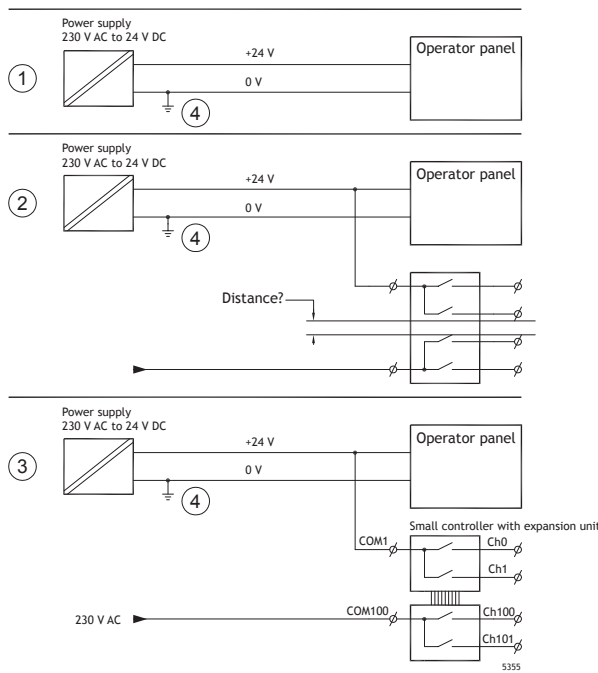 Power supply
230 V AC to 24 V DC
+24 V
Operator panel
1
0 V
4
Power supply
230 V AC to 24 V DC
+24 V
Operator panel
2
0 V
4
Distance?
Power supply
230 V AC to 24 V DC
+24 V
Operator panel
3
0 V
4
Small controller with expansion unit
COM1
Ch0
Ch1
230 V AC
COM100
Ch100
Ch101
5355